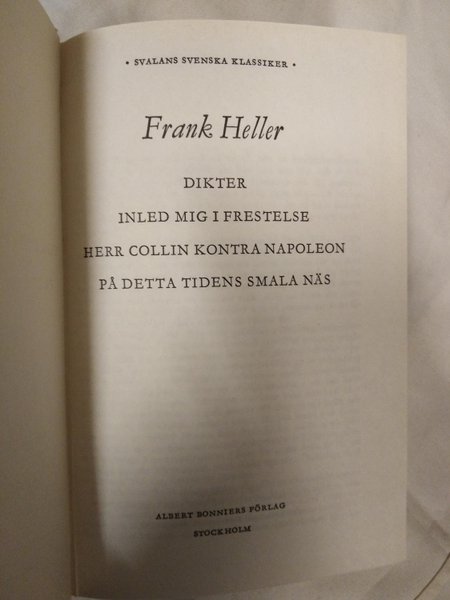 • SVALANS SVENSKA KLASSIKER •
Frank Heller
DIKTER
INLED MIG I FRESTELSE
HERR COLLIN KONTRA NAPOLEON
PÅ DETTA TIDENS SMALA NÄS
ALBERT BONNIERS FÖRLAG
STOCKHOLM